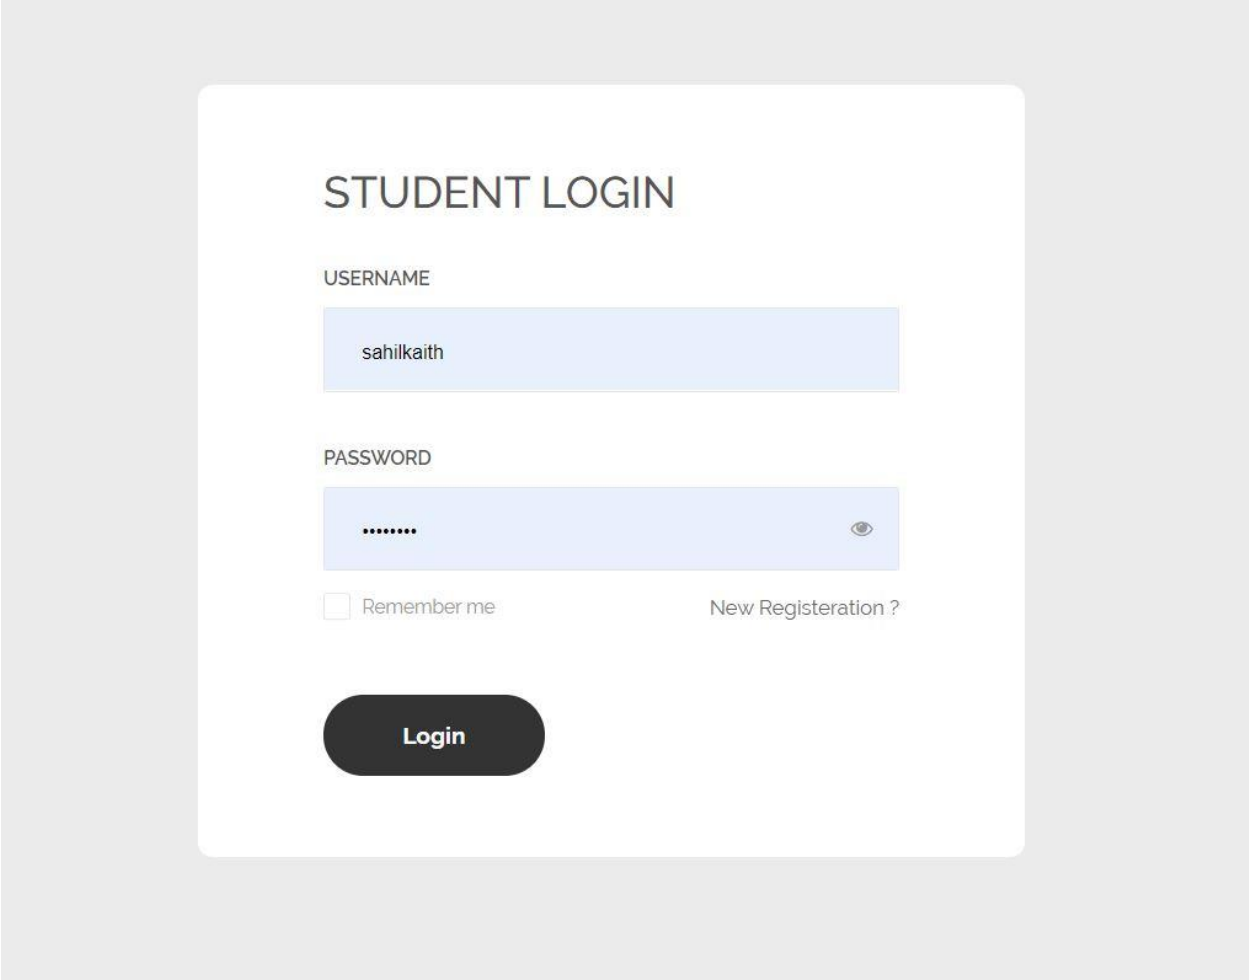 STUDENT LOGIN
USERNAME
sahilkaith
PASSWORD
••••••••
Remember me
New Registeration ?
Login